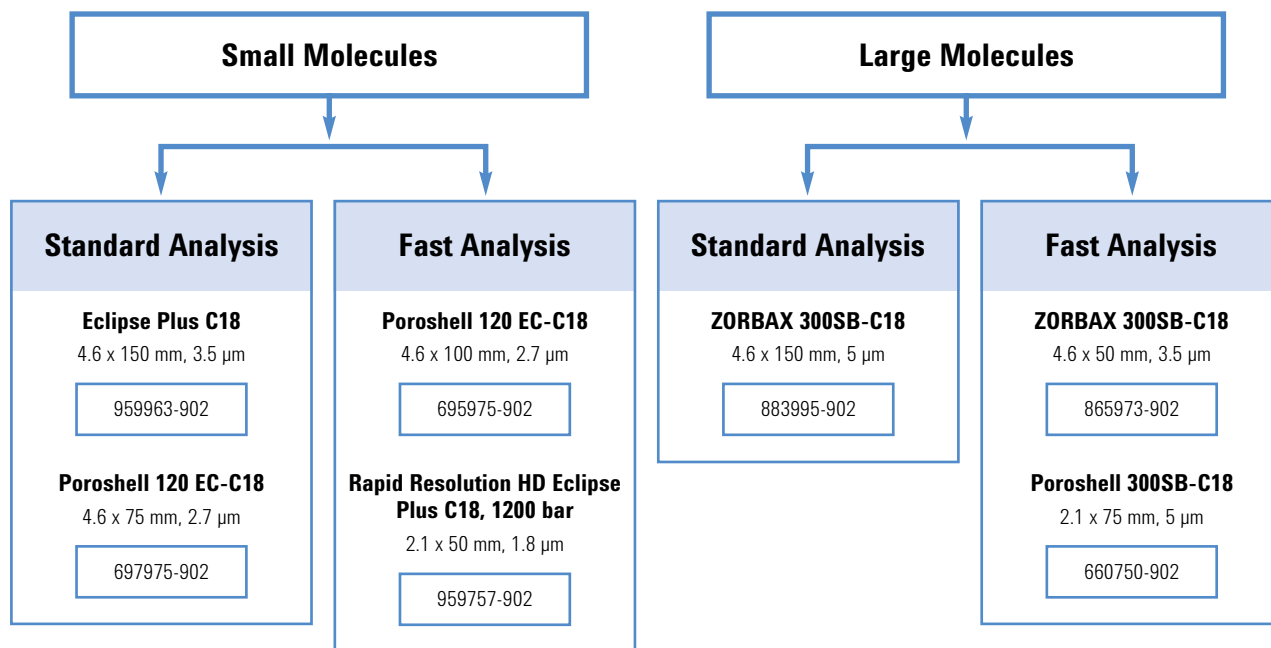 Small Molecules
Large Molecules
Standard Analysis
Eclipse Plus C18
4.6 x 150 mm, 3.5 µm
959963-902
Poroshell 120 EC-C18
4.6 x 75 mm, 2.7 µm
697975-902
Fast Analysis
Poroshell 120 EC-C18
4.6 x 100 mm, 2.7 µm
695975-902
Rapid Resolution HD Eclipse
Plus C18, 1200 bar
2.1 x 50 mm, 1.8 µm
959757-902
Standard Analysis
ZORBAX 300SB-C18
4.6 x 150 mm, 5 µm
883995-902
Fast Analysis
ZORBAX 300SB-C18
4.6 x 50 mm, 3.5 µm
865973-902
Poroshell 300SB-C18
2.1 x 75 mm, 5 µm
660750-902